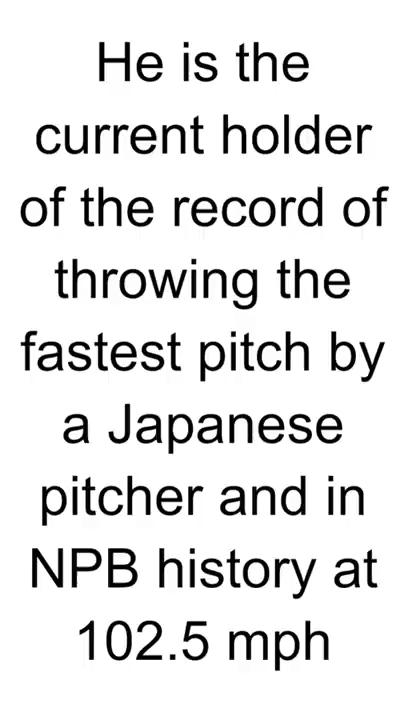 He is the
current holder
of the record of
throwing the
fastest pitch by
a Japanese
pitcher and in
NPB history at
102.5 mph